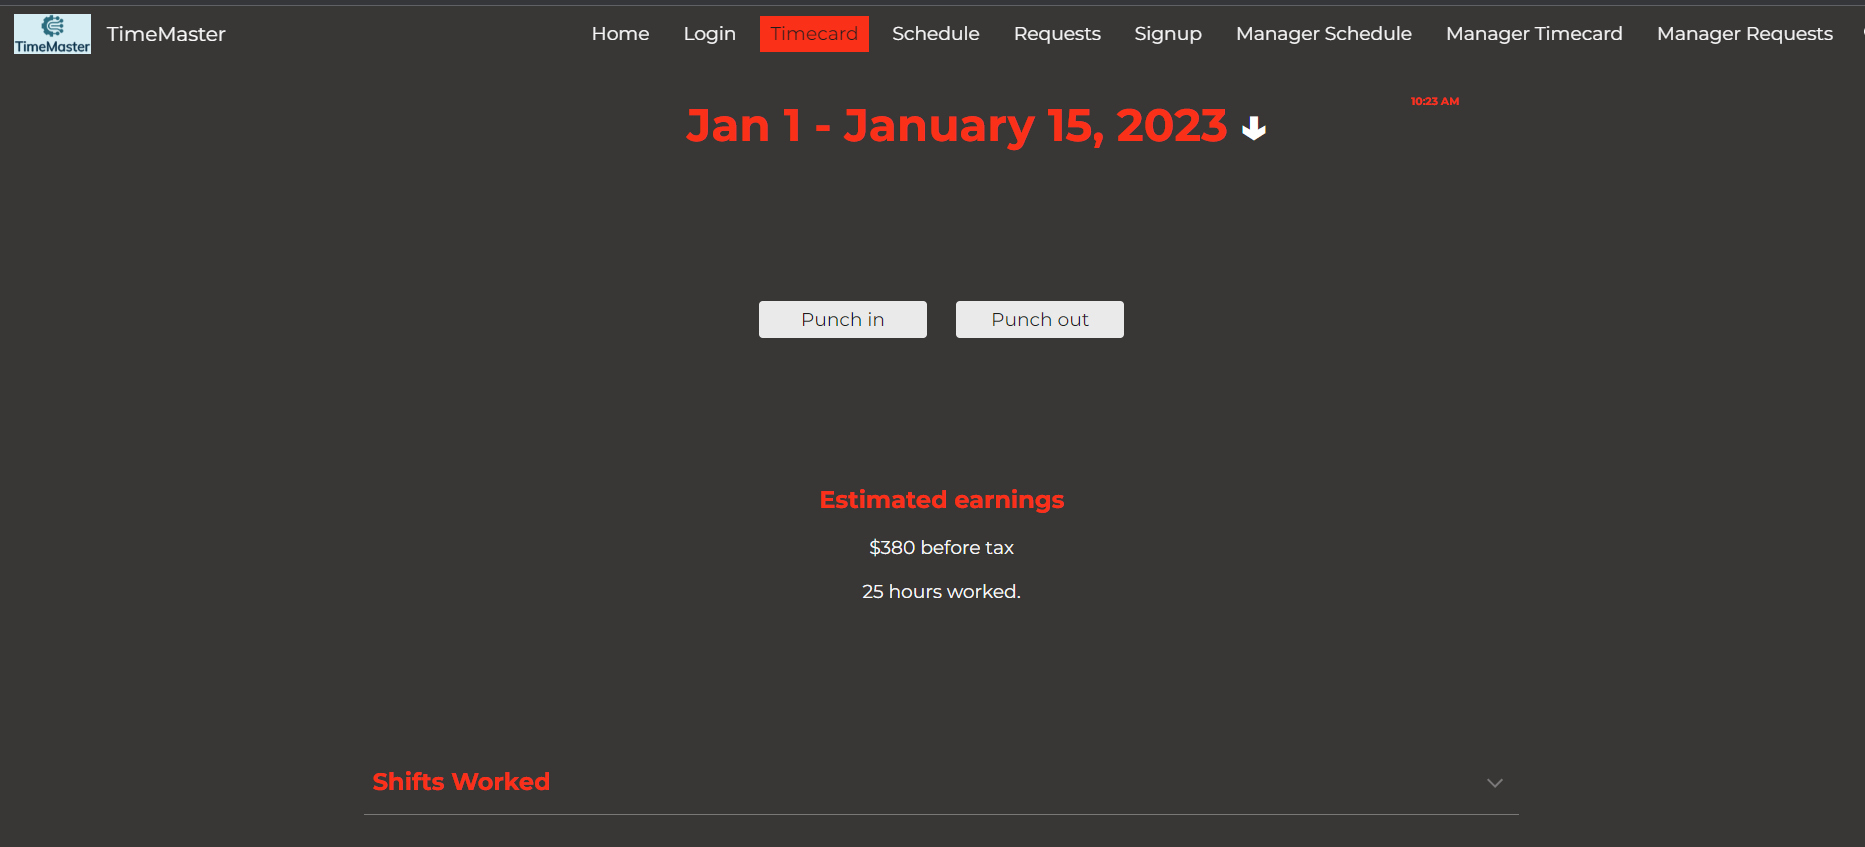 TimeMaster
TimeMaster
Home Login Timecard Schedule Requests Signup Manager Schedule Manager Timecard Manager Requests
10:23 AM
Jan 1 - January 15, 2023
Punch in Punch out
Estimated earnings
$380 before tax
25 hours worked.
Shifts Worked